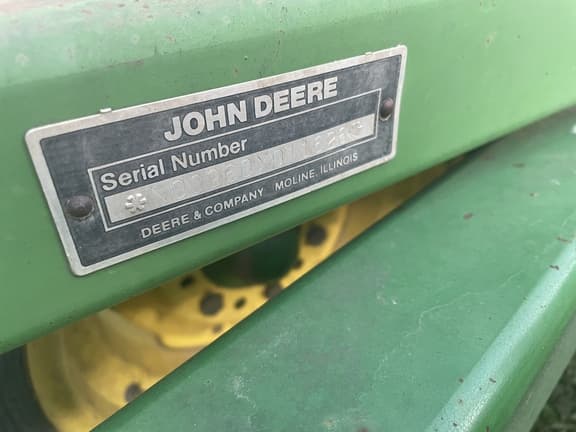 JOHN DEERE
Serial Number
DEERE & COMPANY MOLINE, ILLINOIS